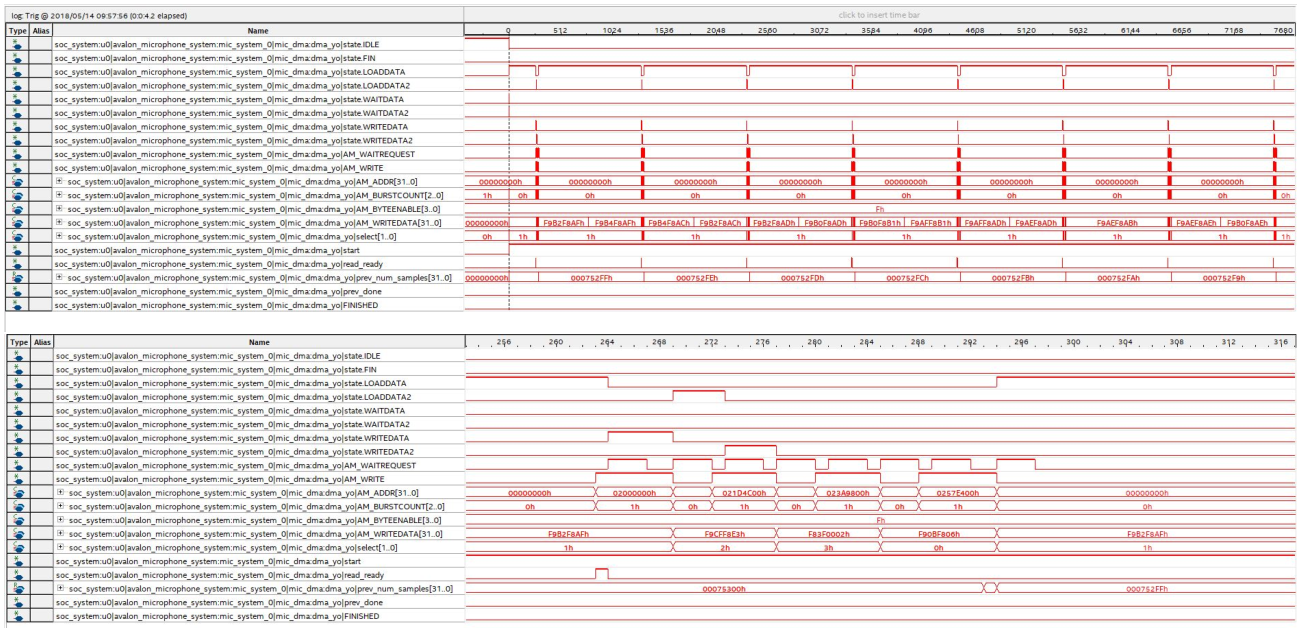 log: Trig @ 2018/05/14 09:57:56 (0:0:4.2 elapsed)
click to insert time bar
Type Alias Name 0 512 1024 1536 2048 2560 3072 3584 4096 4608 5120 5632 6144 6656 7168 7680
soc_system:u0|avalon_microphone_system:mic_system_0|mic_dma:dma_yo|state.IDLE
soc_system:u0|avalon_microphone_system:mic_system_0|mic_dma:dma_yo|state.FIN
soc_system:u0|avalon_microphone_system:mic_system_0|mic_dma:dma_yo|state.LOADDATA
soc_system:u0|avalon_microphone_system:mic_system_0|mic_dma:dma_yo|state.LOADDATA2
soc_system:u0|avalon_microphone_system:mic_system_0|mic_dma:dma_yo|state.WAITDATA
soc_system:u0|avalon_microphone_system:mic_system_0|mic_dma:dma_yo|state.WAITDATA2
soc_system:u0|avalon_microphone_system:mic_system_0|mic_dma:dma_yo|state.WRITEDATA
soc_system:u0|avalon_microphone_system:mic_system_0|mic_dma:dma_yo|state.WRITEDATA2
soc_system:u0|avalon_microphone_system:mic_system_0|mic_dma:dma_yo|AM_WAITREQUEST
soc_system:u0|avalon_microphone_system:mic_system_0|mic_dma:dma_yo|AM_WRITE
soc_system:u0|avalon_microphone_system:mic_system_0|mic_dma:dma_yo|AM_ADDR[31..0] 00000000h 00000000h 00000000h 00000000h 00000000h 00000000h 00000000h 00000000h
soc_system:u0|avalon_microphone_system:mic_system_0|mic_dma:dma_yo|AM_BURSTCOUNT[2..0] 1h 0h 0h 0h 0h 0h 0h 0h 0h 0h
soc_system:u0|avalon_microphone_system:mic_system_0|mic_dma:dma_yo|AM_BYTEENABLE[3..0] Fh
soc_system:u0|avalon_microphone_system:mic_system_0|mic_dma:dma_yo|AM_WRITEDATA[31..0] 00000000h F9B2F8AFh F9B4F8AFh F9B4F8ACh F9B2F8ACh F9B2F8ADh F9B0F8ADh F9B0F8B1h F9AFF8B1h F9AFF8ADh F9AEF8ADh F9AEF8ABh F9AEF8AEh F9B0F8AEh
soc_system:u0|avalon_microphone_system:mic_system_0|mic_dma:dma_yo|select[1..0] 0h 1h 1h 1h 1h 1h 1h 1h 1h 1h
soc_system:u0|avalon_microphone_system:mic_system_0|mic_dma:dma_yo|start
soc_system:u0|avalon_microphone_system:mic_system_0|mic_dma:dma_yo|read_ready
soc_system:u0|avalon_microphone_system:mic_system_0|mic_dma:dma_yo|prev_num_samples[31..0] 00000000h 000752FFh 000752FEh 000752FDh 000752FCh 000752FBh 000752FAh 000752F9h
soc_system:u0|avalon_microphone_system:mic_system_0|mic_dma:dma_yo|prev_done
soc_system:u0|avalon_microphone_system:mic_system_0|mic_dma:dma_yo|FINISHED
Type Alias Name 256 260 264 268 272 276 280 284 288 292 296 300 304 308 312 316
soc_system:u0|avalon_microphone_system:mic_system_0|mic_dma:dma_yo|state.IDLE
soc_system:u0|avalon_microphone_system:mic_system_0|mic_dma:dma_yo|state.FIN
soc_system:u0|avalon_microphone_system:mic_system_0|mic_dma:dma_yo|state.LOADDATA
soc_system:u0|avalon_microphone_system:mic_system_0|mic_dma:dma_yo|state.LOADDATA2
soc_system:u0|avalon_microphone_system:mic_system_0|mic_dma:dma_yo|state.WAITDATA
soc_system:u0|avalon_microphone_system:mic_system_0|mic_dma:dma_yo|state.WAITDATA2
soc_system:u0|avalon_microphone_system:mic_system_0|mic_dma:dma_yo|state.WRITEDATA
soc_system:u0|avalon_microphone_system:mic_system_0|mic_dma:dma_yo|state.WRITEDATA2
soc_system:u0|avalon_microphone_system:mic_system_0|mic_dma:dma_yo|AM_WAITREQUEST
soc_system:u0|avalon_microphone_system:mic_system_0|mic_dma:dma_yo|AM_WRITE
soc_system:u0|avalon_microphone_system:mic_system_0|mic_dma:dma_yo|AM_ADDR[31..0] 00000000h 02000000h 021D4C00h 023A9800h 0257E400h 00000000h
soc_system:u0|avalon_microphone_system:mic_system_0|mic_dma:dma_yo|AM_BURSTCOUNT[2..0] 0h 1h 0h 1h 0h 1h 0h 1h 0h
soc_system:u0|avalon_microphone_system:mic_system_0|mic_dma:dma_yo|AM_BYTEENABLE[3..0] Fh
soc_system:u0|avalon_microphone_system:mic_system_0|mic_dma:dma_yo|AM_WRITEDATA[31..0] F9B2F8AFh F9CFF8E3h F83F0002h F90BF806h F9B2F8AFh
soc_system:u0|avalon_microphone_system:mic_system_0|mic_dma:dma_yo|select[1..0] 1h 2h 3h 0h 1h
soc_system:u0|avalon_microphone_system:mic_system_0|mic_dma:dma_yo|start
soc_system:u0|avalon_microphone_system:mic_system_0|mic_dma:dma_yo|read_ready
soc_system:u0|avalon_microphone_system:mic_system_0|mic_dma:dma_yo|prev_num_samples[31..0] 00075300h 000752FFh
soc_system:u0|avalon_microphone_system:mic_system_0|mic_dma:dma_yo|prev_done
soc_system:u0|avalon_microphone_system:mic_system_0|mic_dma:dma_yo|FINISHED